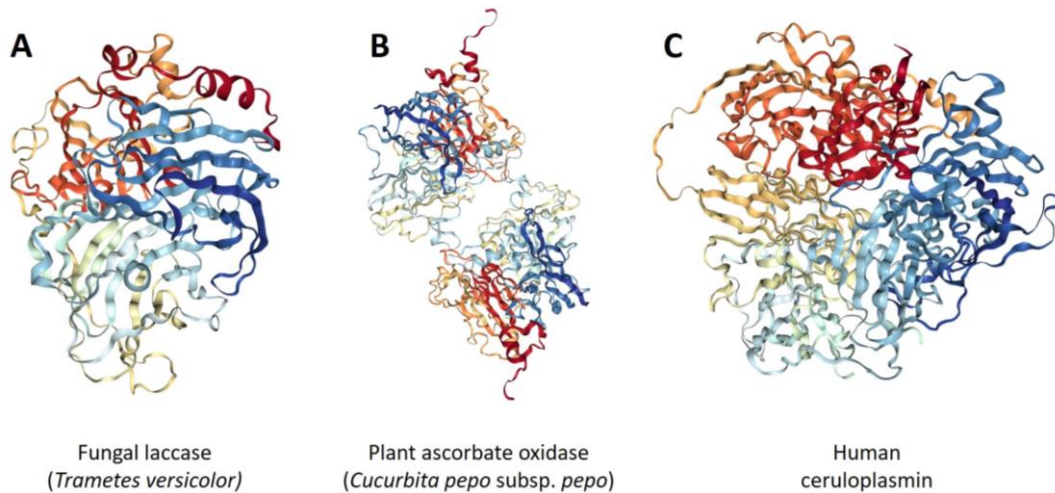 A
B
C
Fungal laccase
(Trametes versicolor)
Plant ascorbate oxidase
(Cucurbita pepo subsp. pepo)
Human
ceruloplasmin